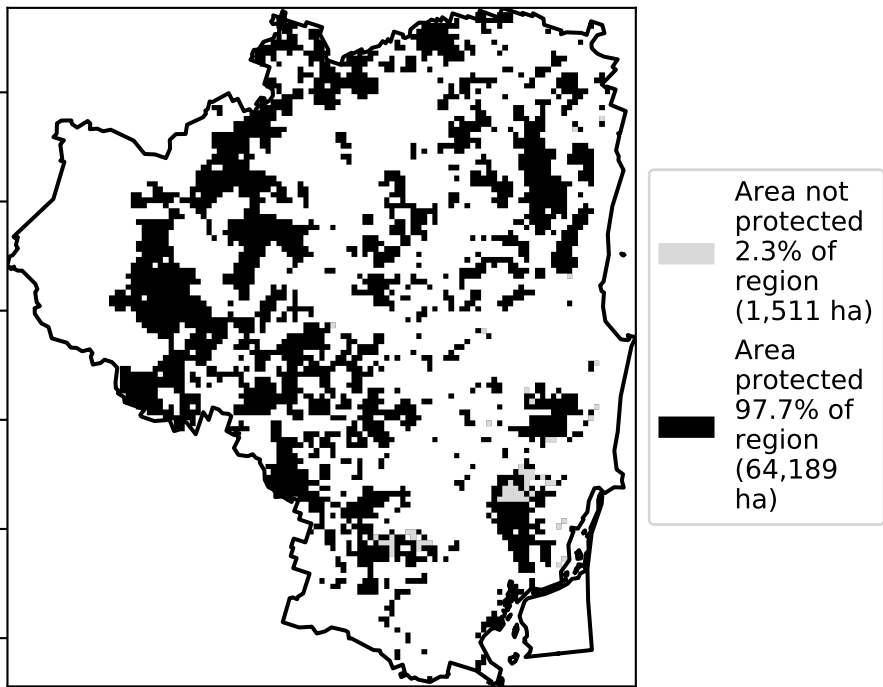 Area not
protected
2.3% of
region
(1,511 ha)
Area
protected
97.7% of
region
(64,189
ha)